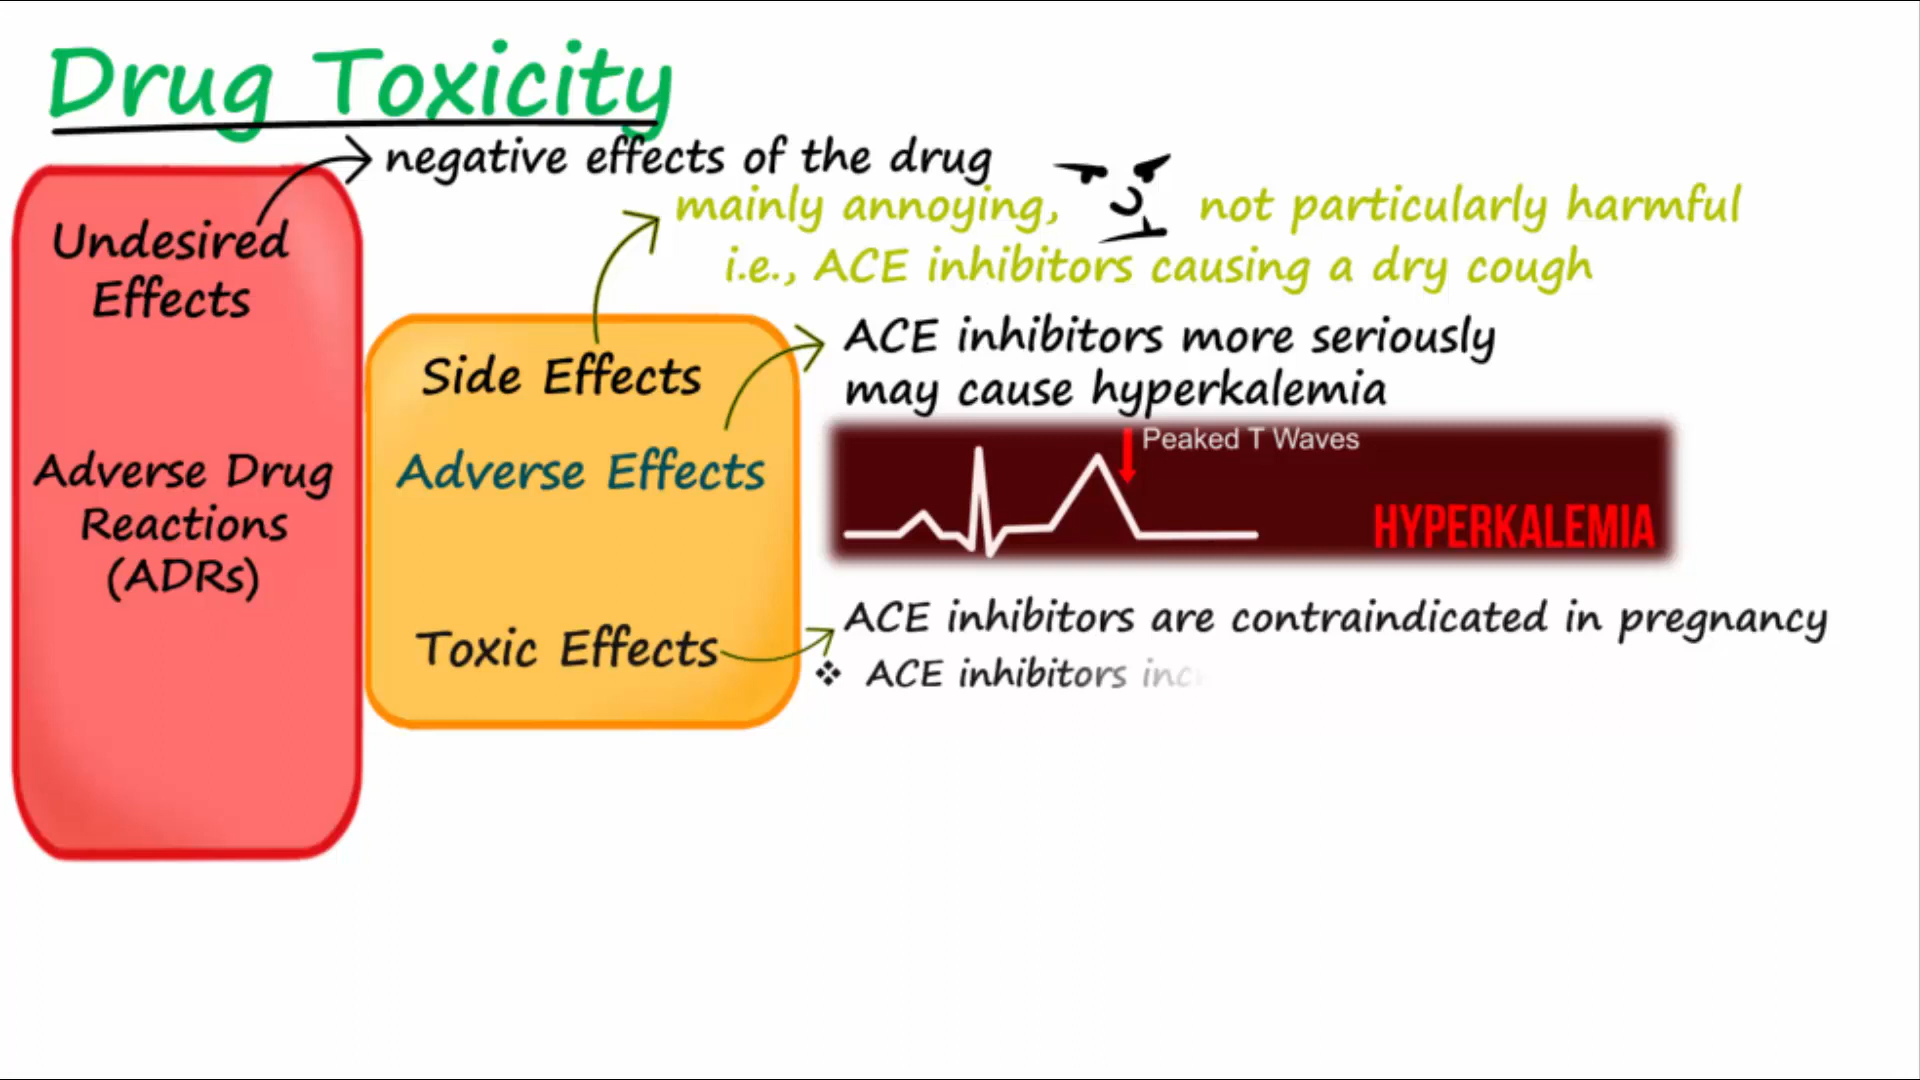 Drug Toxicity
negative effects of the drug
mainly annoying, not particularly harmful
i.e., ACE inhibitors causing a dry cough
Undesired
Effects
Adverse Drug
Reactions
(ADRs)
Side Effects
Adverse Effects
Toxic Effects
ACE inhibitors more seriously
may cause hyperkalemia
Peaked T Waves
HYPERKALEMIA
ACE inhibitors are contraindicated in pregnancy
❖ ACE inhibitors